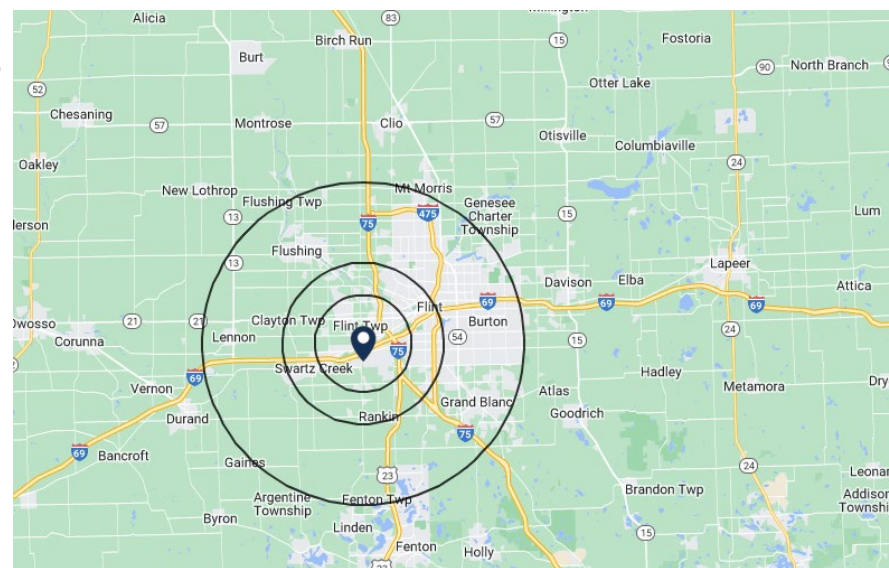 Millington
Alicia
83
Birch Run
Fostoria
15
Burt
90
North Branch
90
52
Otter Lake
Chesaning
57
Montrose
Clio
57
Otisville
Columbiaville
Oakley
24
New Lothrop
Flushing Twp
Mt Morris
475
75
Genesee
Charter
Township
15
13
Lum
Flushing
13
Lapeer
Davison
Elba
Attica
69
69
69
Flint
Burton
21
21
Clayton Twp
Flint Twp
Owosso
Corunna
Lennon
54
24
15
75
Swartz Creek
69
Hadley
Vernon
Atlas
Metamora
Dry
Grand Blanc
Goodrich
Durand
Rankin
75
69
Bancroft
Gaines
24
23
Brandon Twp
Argentine
Township
Fenton Twp
Byron
Linden
15
Fenton
Holly
23